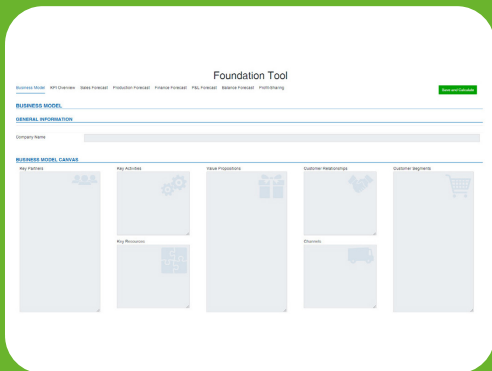 Foundation Tool
Business Model KPI Overview Sales Forecast Production Forecast Finance Forecast P&L Forecast Balance Forecast ProfitSharing
Save and Calculate
BUSINESS MODEL
GENERAL INFORMATION
Company Name
BUSINESS MODEL CANVAS
Key Partners Key Activities Value Propositions Customer Relationships Customer Segments
Key Resources Channels